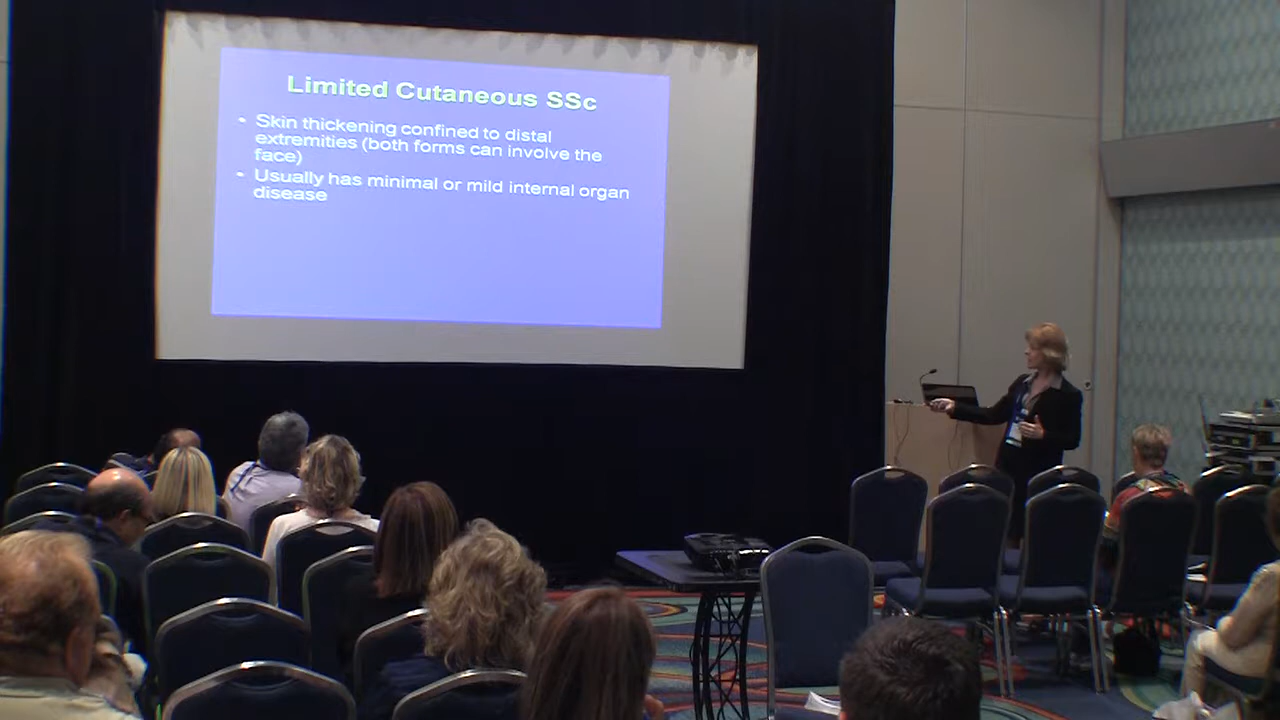 Limited Cutaneous SSc
• Skin thickening confined to distal
extremities (both forms can involve the
face)
• Usually has minimal or mild internal organ
disease